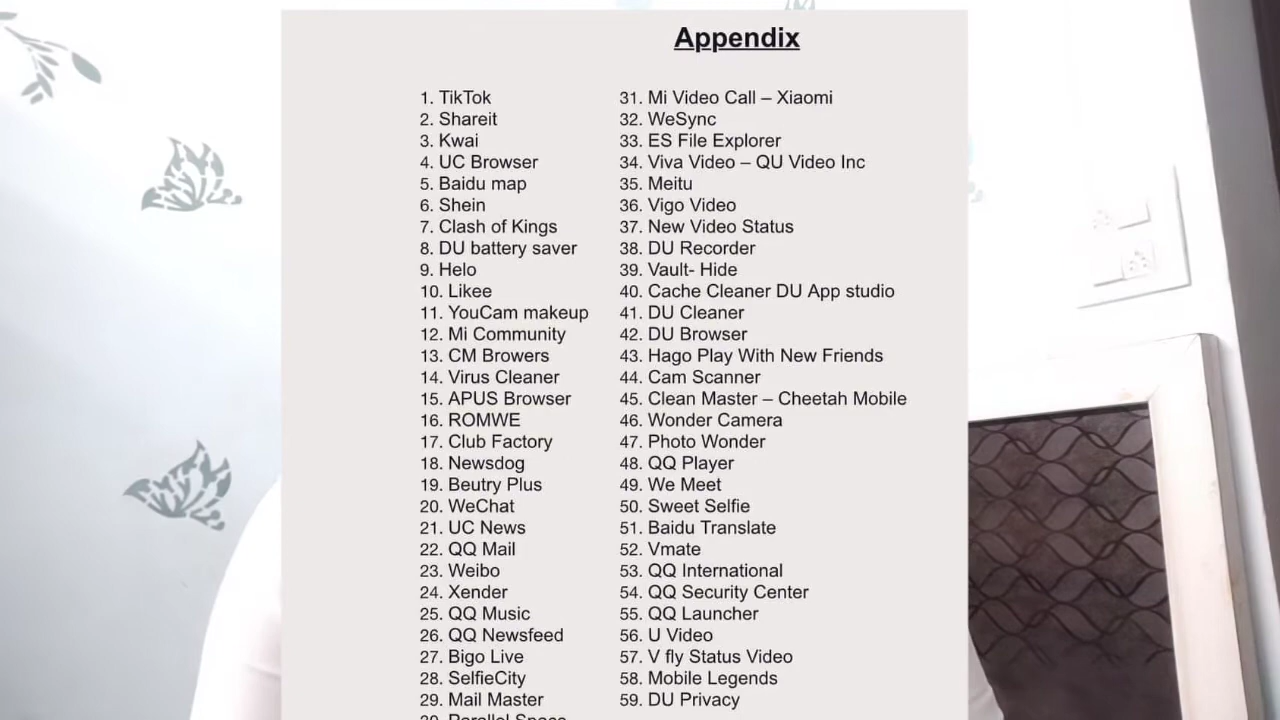 Appendix
1. TikTok
2. Shareit
3. Kwai
4. UC Browser
5. Baidu map
6. Shein
7. Clash of Kings
8. DU battery saver
9. Helo
10. Likee
11. YouCam makeup
12. Mi Community
13. CM Browers
14. Virus Cleaner
15. APUS Browser
16. ROMWE
17. Club Factory
18. Newsdog
19. Beutry Plus
20. WeChat
21. UC News
22. QQ Mail
23. Weibo
24. Xender
25. QQ Music
26. QQ Newsfeed
27. Bigo Live
28. SelfieCity
29. Mail Master
30. Parallel Space
31. Mi Video Call – Xiaomi
32. WeSync
33. ES File Explorer
34. Viva Video – QU Video Inc
35. Meitu
36. Vigo Video
37. New Video Status
38. DU Recorder
39. Vault- Hide
40. Cache Cleaner DU App studio
41. DU Cleaner
42. DU Browser
43. Hago Play With New Friends
44. Cam Scanner
45. Clean Master – Cheetah Mobile
46. Wonder Camera
47. Photo Wonder
48. QQ Player
49. We Meet
50. Sweet Selfie
51. Baidu Translate
52. Vmate
53. QQ International
54. QQ Security Center
55. QQ Launcher
56. U Video
57. V fly Status Video
58. Mobile Legends
59. DU Privacy